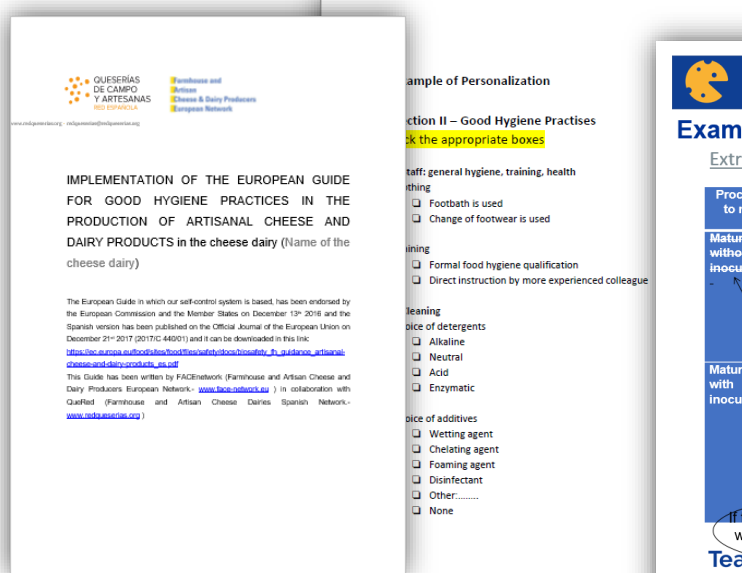 QUESERÍAS
DE CAMPO
Y ARTESANAS
RED ESPAÑOLA
Farmhouse and
Artisan
Cheese & Dairy Producers
European Network
www.redqueserias.org - redqueserias@redqueserias.org
IMPLEMENTATION OF THE EUROPEAN GUIDE
FOR GOOD HYGIENE PRACTICES IN THE
PRODUCTION OF ARTISANAL CHEESE AND
DAIRY PRODUCTS in the cheese dairy (Name of the
cheese dairy)
The European Guide in which our self-control system is based, has been endorsed by
the European Commission and the Member States on December 13th 2016 and the
Spanish version has been published on the Official Journal of the European Union on
December 21st 2017 (2017/C 440/01) and it can be downloaded in this link:
https://ec.europa.eu/food/sites/food/files/safety/docs/biosafety_fh_guidance_artisanal-
cheese-and-dairy-products_es.pdf
This Guide has been written by FACEnetwork (Farmhouse and Artisan Cheese and
Dairy Producers European Network.- www.face-network.eu ) in collaboration with
QueRed (Farmhouse and Artisan Cheese Dairies Spanish Network.-
www.redqueserias.org )
ample of Personalization
ction II – Good Hygiene Practises
ck the appropriate boxes
taff: general hygiene, training, health
thing
Footbath is used
Change of footwear is used
ining
Formal food hygiene qualification
Direct instruction by more experienced colleague
leaning
oice of detergents
Alkaline
Neutral
Acid
Enzymatic
oice of additives
Wetting agent
Chelating agent
Foaming agent
Disinfectant
Other:........
None
Exam
Extr
Proc
to r
Matur
witho
inocu
-
Matur
with
inocu
If
w
Tea